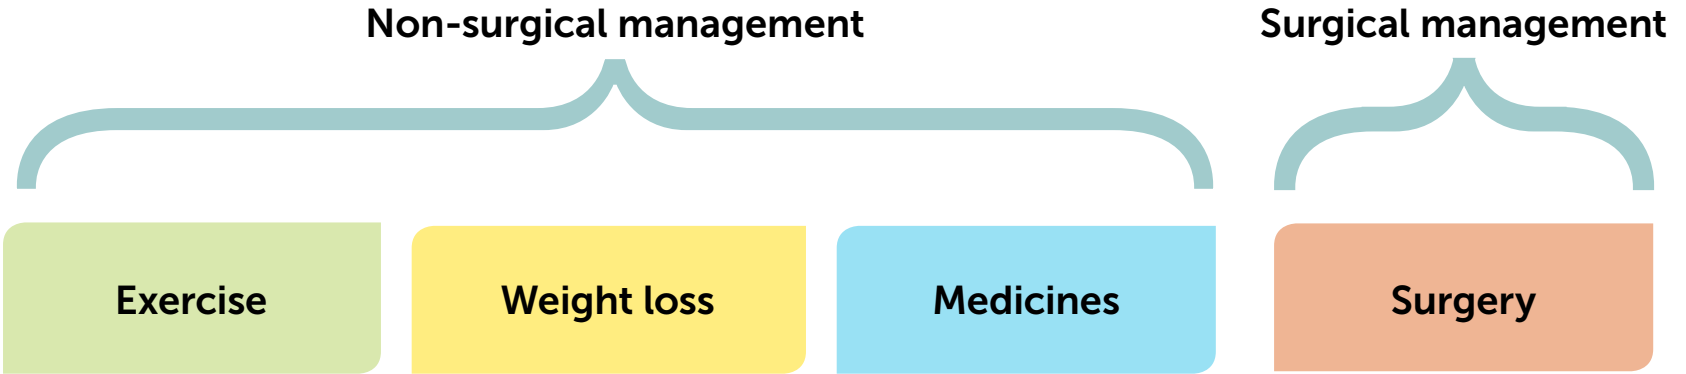 Non-surgical management
Surgical management
Exercise
Weight loss
Medicines
Surgery